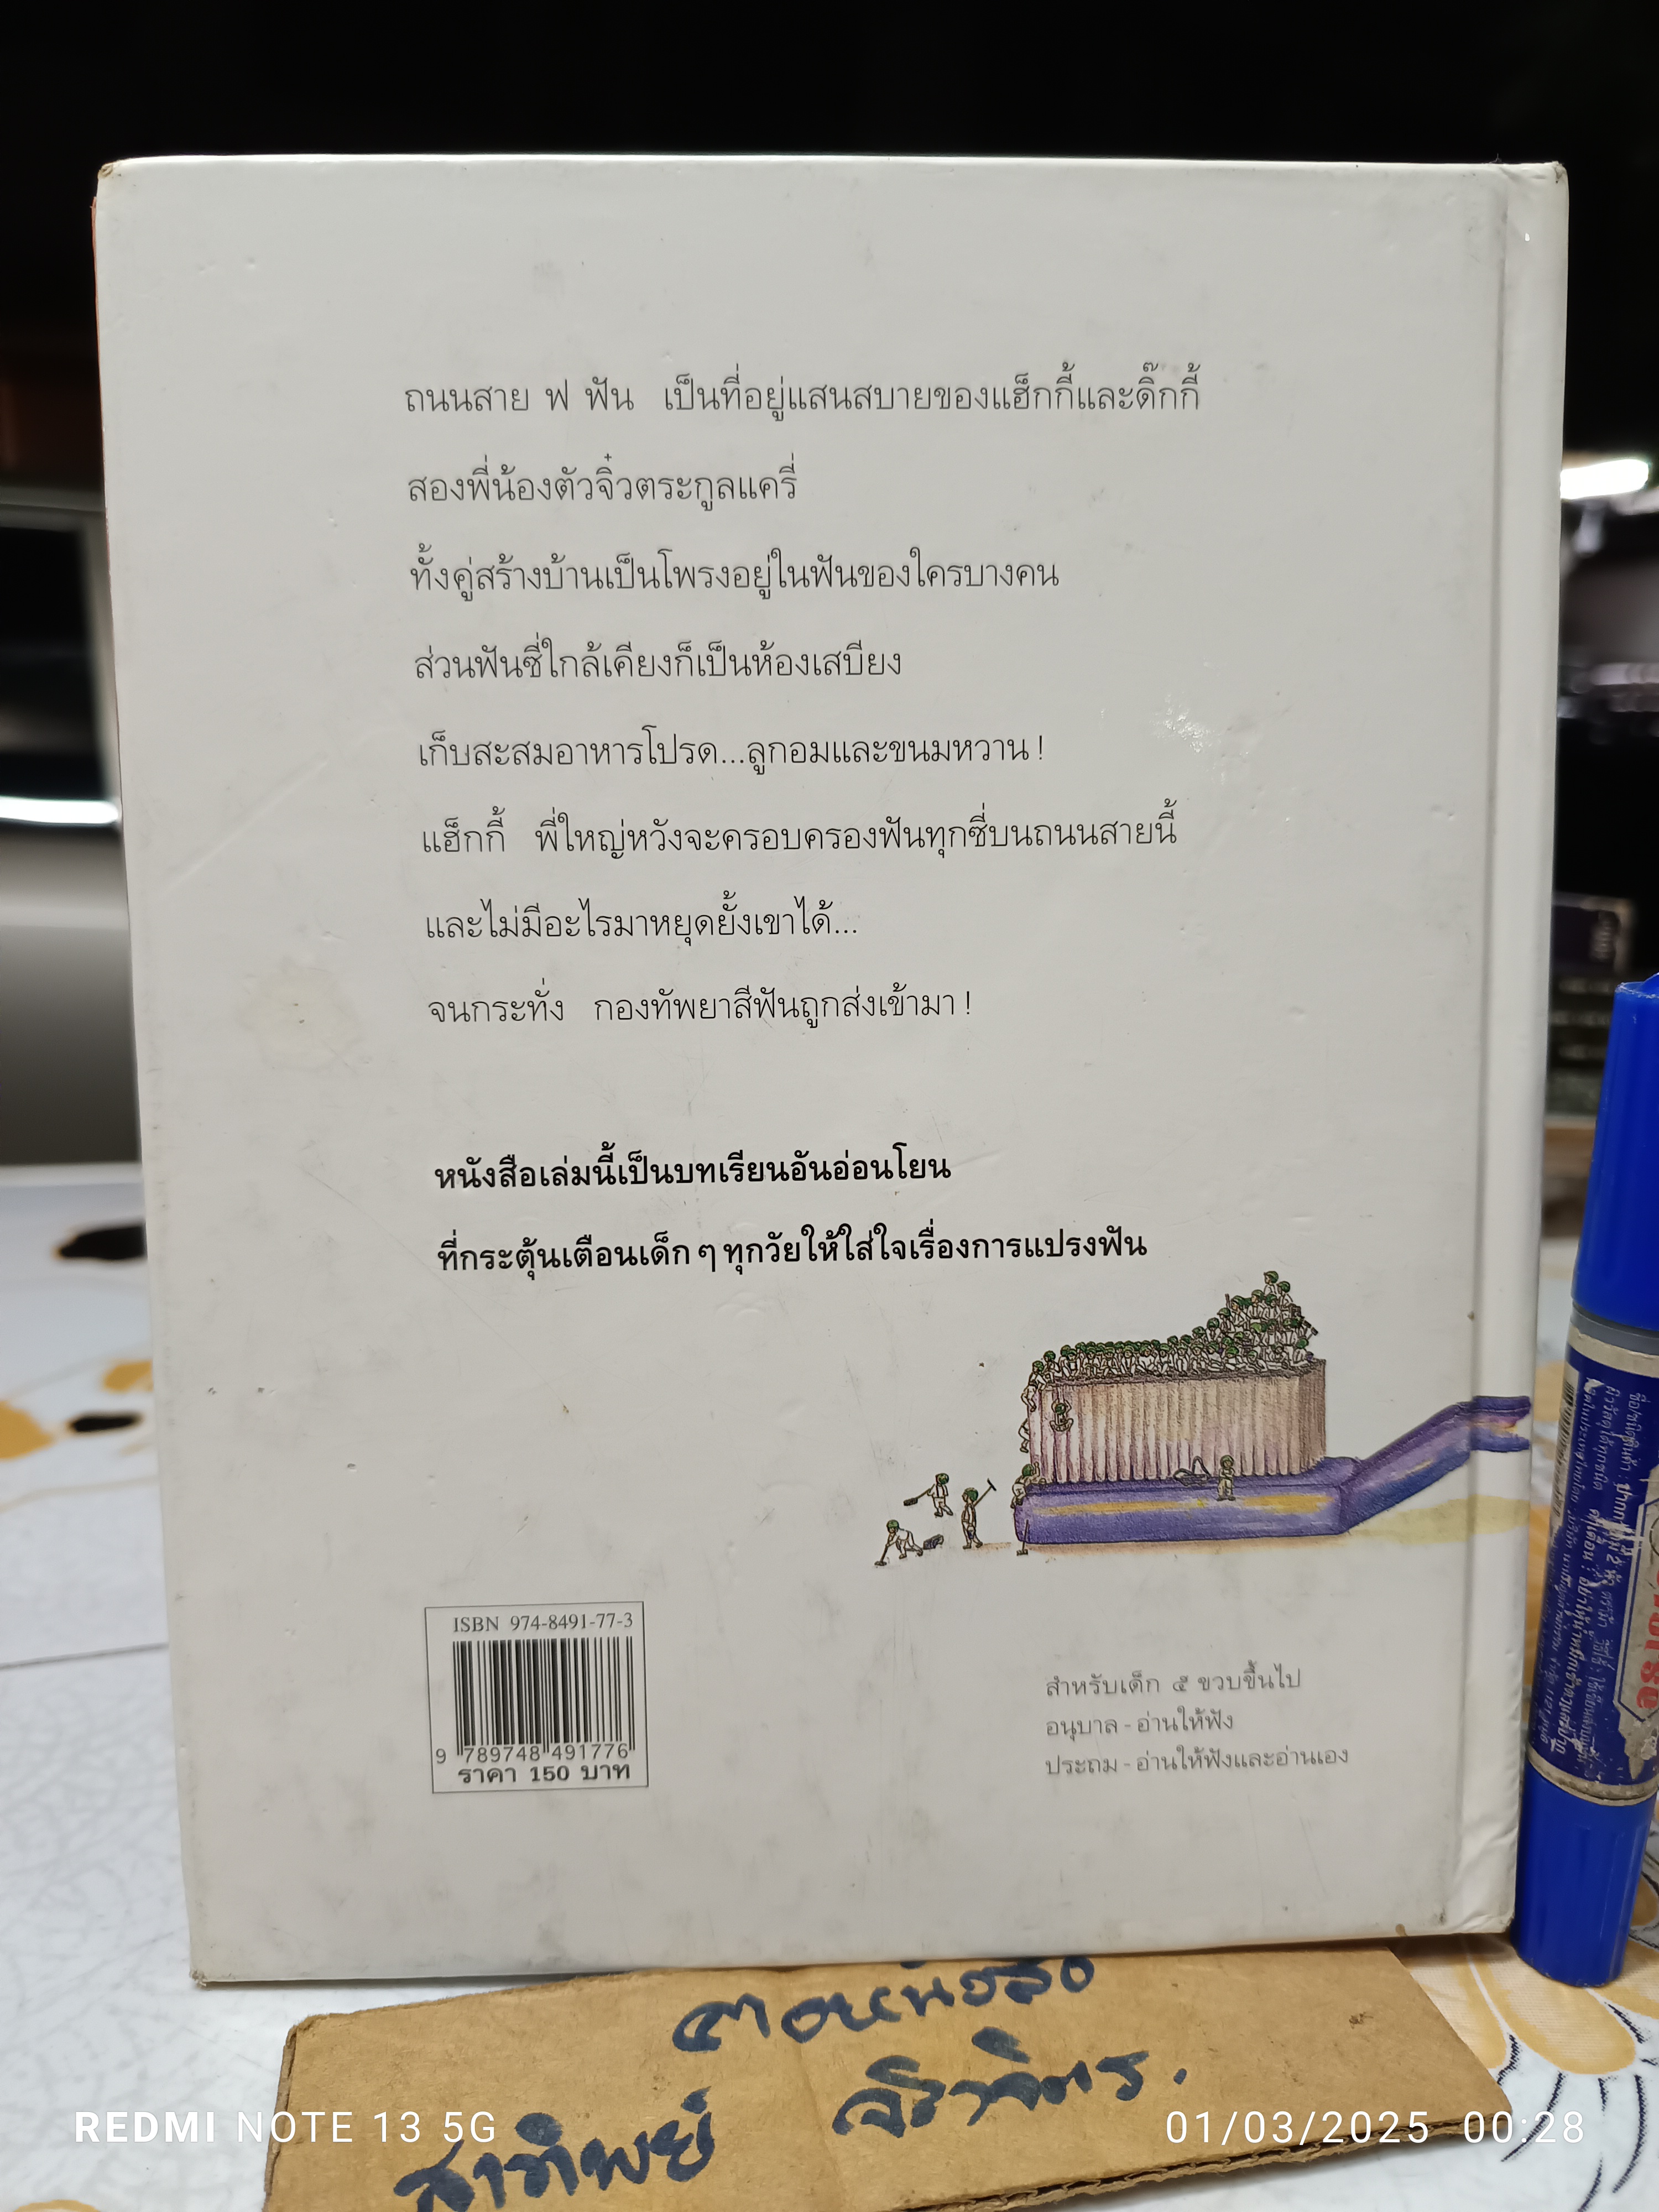 ถนนสาย ฟ ฟัน เป็นที่อยู่แสนสบายของแฮ็กกี้และดิ๊กกี้
สองพี่น้องตัวจิ๋วตระกูลแครี่
ทั้งคู่สร้างบ้านเป็นโพรงอยู่ในฟันของใครบางคน
ส่วนฟันซี่ใกล้เคียงก็เป็นห้องเสบียง
เก็บสะสมอาหารโปรด...ลูกอมและขนมหวาน !
แฮ็กกี้ พี่ใหญ่หวังจะครอบครองฟันทุกซี่บนถนนสายนี้
และไม่มีอะไรมาหยุดยั้งเขาได้...
จนกระทั่ง กองทัพยาสีฟันถูกส่งเข้ามา !
หนังสือเล่มนี้เป็นบทเรียนอันอ่อนโยน
ที่กระตุ้นเตือนเด็ก ๆ ทุกวัยให้ใส่ใจเรื่องการแปรงฟัน
ISBN 974-8491-77-3
9 789748 491776
ราคา 150 บาท
สำหรับเด็ก ๕ ขวบขึ้นไป
อนุบาล - อ่านให้ฟัง
ประถม - อ่านให้ฟังและอ่านเอง
REDMI NOTE 13 5G
01/03/2025 00:28